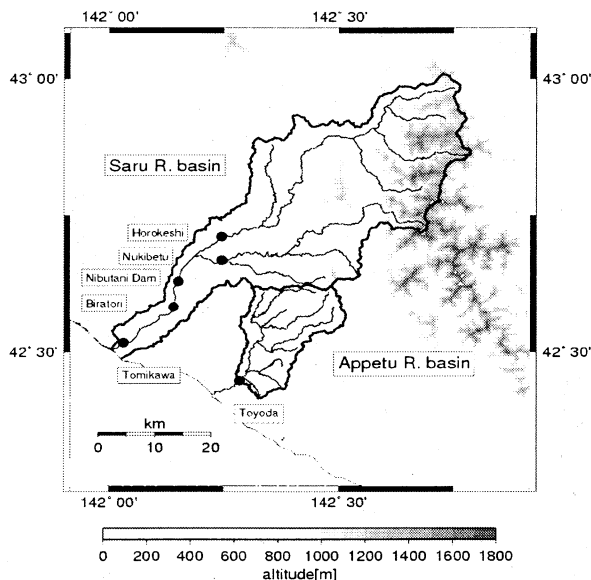 142˚ 00'
142˚ 30'
43˚ 00'
43˚ 00'
Saru R. basin
Horokeshi
Nukibetu
Nibutani Dam
Biratori
42˚ 30'
42˚ 30'
Tomikawa
Appetu R. basin
Toyoda
km
0 10 20
142˚ 00'
142˚ 30'
0 200 400 600 800 1000 1200 1400 1600 1800
altitude[m]